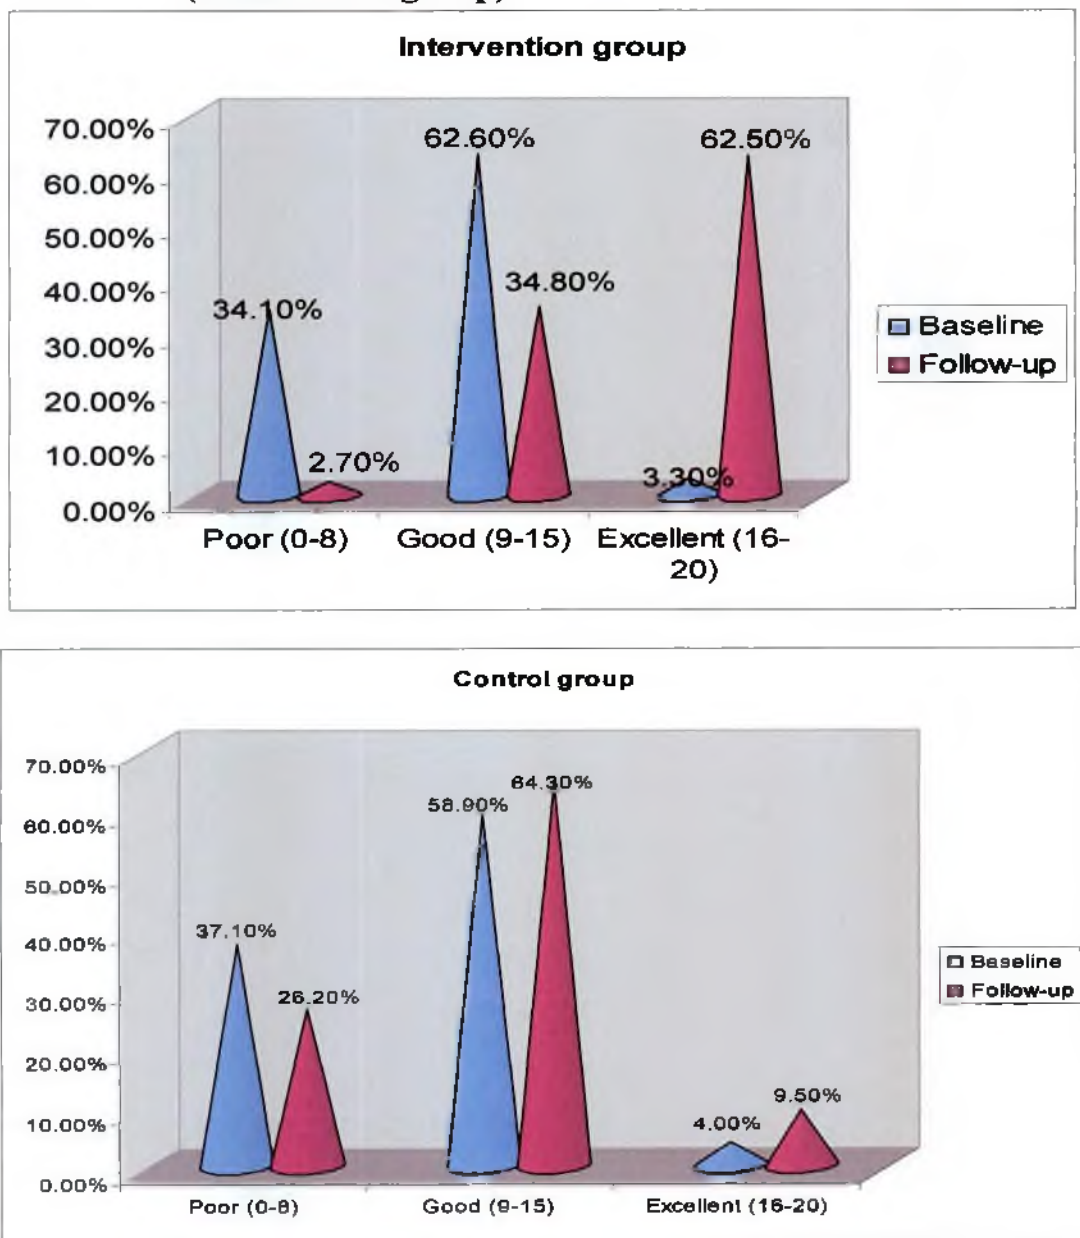 Intervention group
70.00%
60.00%
50.00%
40.00%
30.00%
20.00%
10.00%
0.00%
34.10%
2.70%
62.60%
34.80%
3.30%
62.50%
Poor (0-8)
Good (9-15)
Excellent (16-
20)
Baseline
Follow-up
Control group
70.00%
60.00%
50.00%
40.00%
30.00%
20.00%
10.00%
0.00%
37.10%
26.20%
58.90%
64.30%
4.00%
9.50%
Poor (0-8)
Good (9-15)
Excellent (16-20)
Baseline
Follow-up